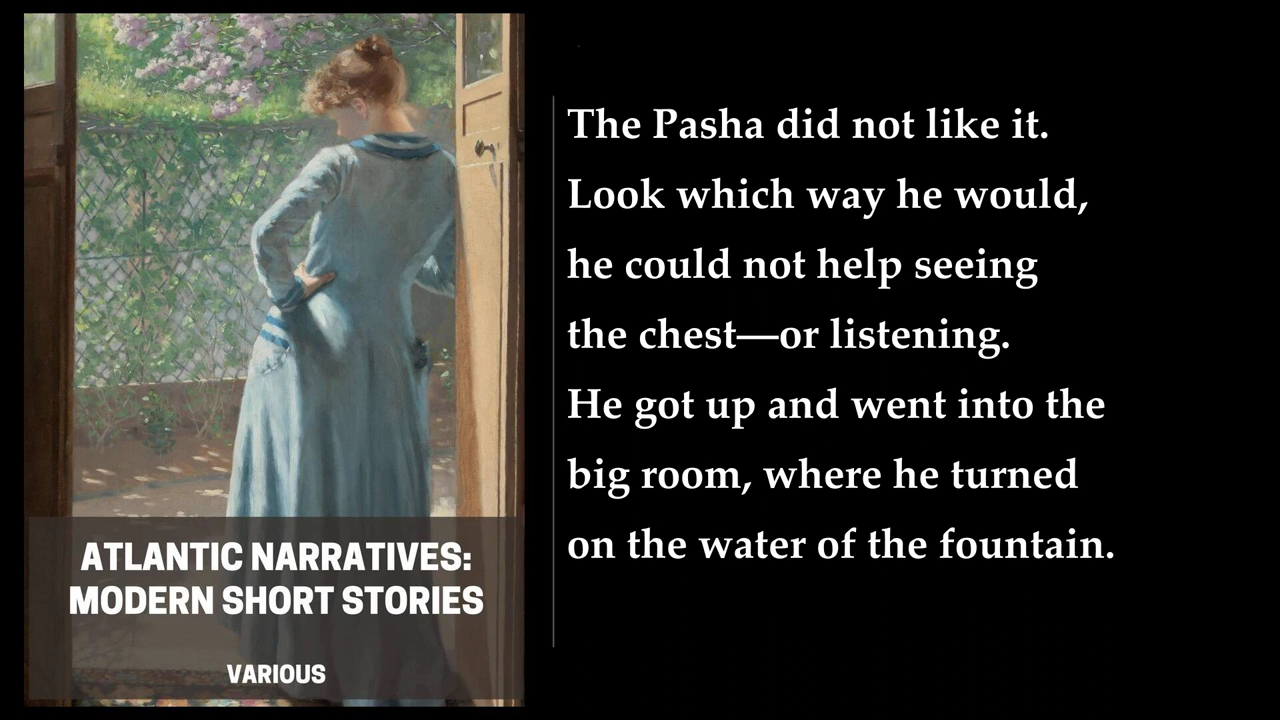 The Pasha did not like it.
Look which way he would,
he could not help seeing
the chest—or listening.
He got up and went into the
big room, where he turned
on the water of the fountain.
ATLANTIC NARRATIVES:
MODERN SHORT STORIES
VARIOUS